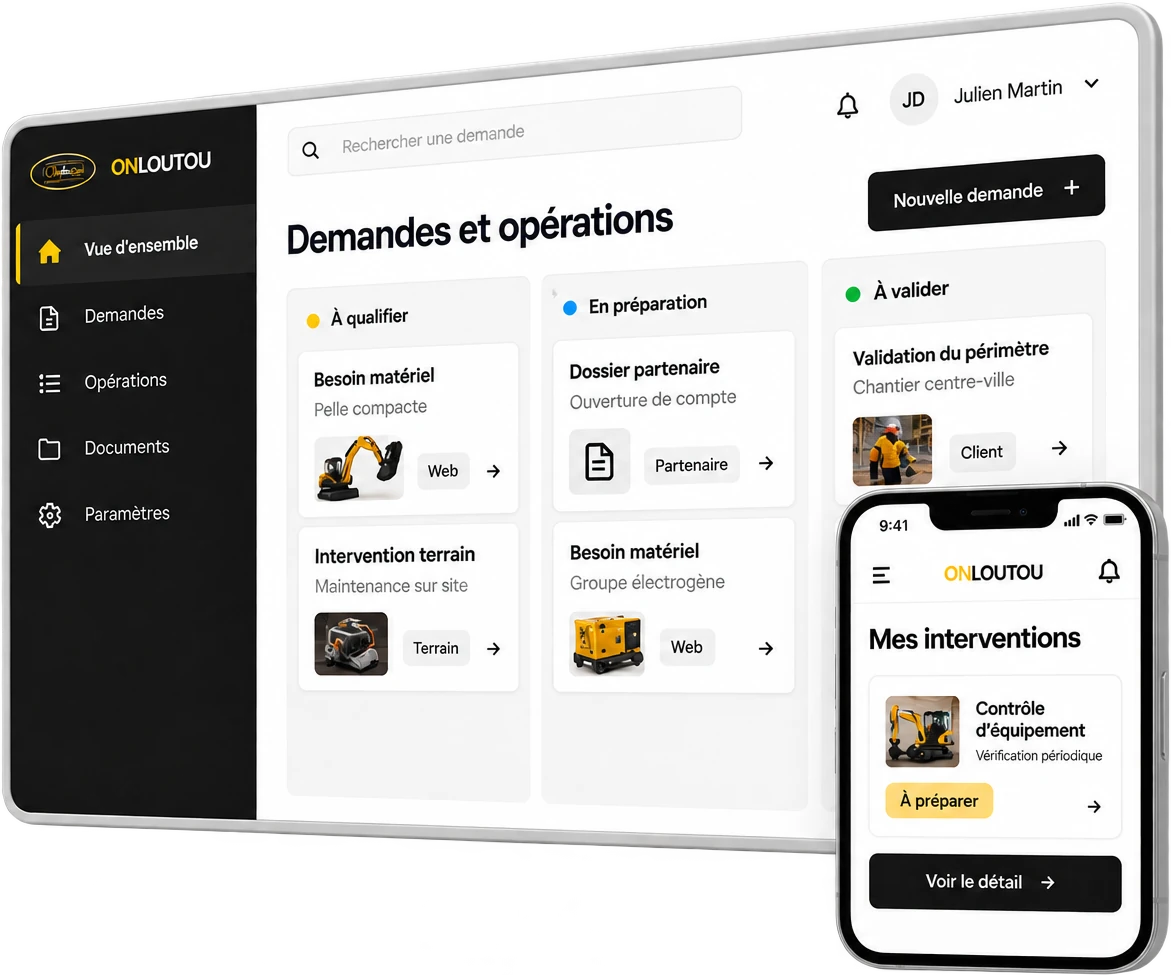 ONLOUTOU
Vue d'ensemble
Demandes
Opérations
Documents
Paramètres
Rechercher une demande
JD
Julien Martin
Nouvelle demande +
Demandes et opérations
À qualifier
Besoin matériel
Pelle compacte
Web
Intervention terrain
Maintenance sur site
Terrain
En préparation
Dossier partenaire
Ouverture de compte
Partenaire
Besoin matériel
Groupe électrogène
Web
À valider
Validation du périmètre
Chantier centre-ville
Client
9:41
ONLOUTOU
Mes interventions
Contrôle
d'équipement
Vérification périodique
À préparer
Voir le détail